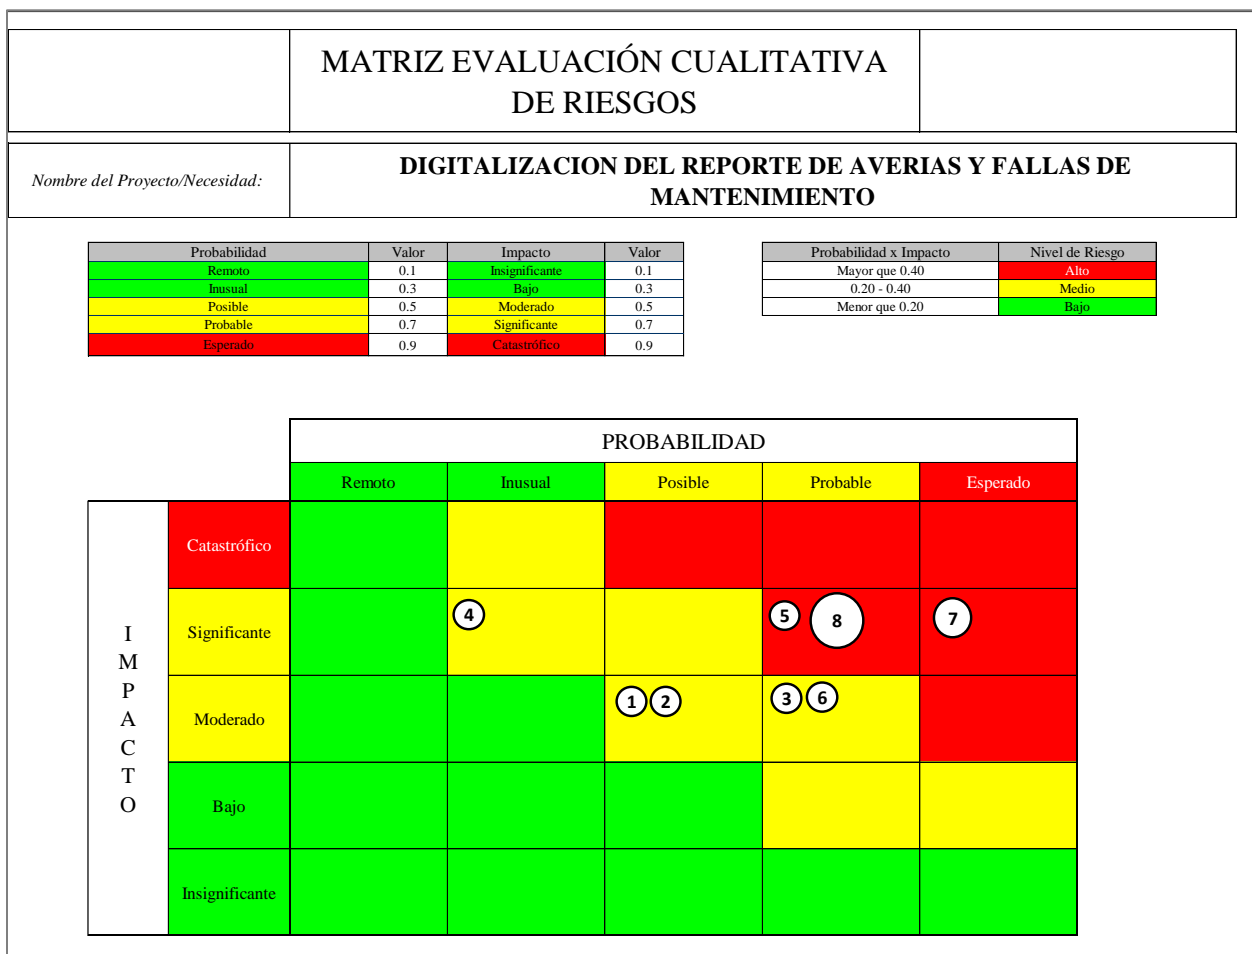 MATRIZ EVALUACIÓN CUALITATIVA
DE RIESGOS
Nombre del Proyecto/Necesidad:
DIGITALIZACION DEL REPORTE DE AVERIAS Y FALLAS DE
MANTENIMIENTO
Probabilidad Valor Impacto Valor
Remoto 0.1 Insignificante 0.1
Inusual 0.3 Bajo 0.3
Posible 0.5 Moderado 0.5
Probable 0.7 Significante 0.7
Esperado 0.9 Catastrófico 0.9
Probabilidad x Impacto Nivel de Riesgo
Mayor que 0.40 Alto
0.20 - 0.40 Medio
Menor que 0.20 Bajo
PROBABILIDAD
Remoto Inusual Posible Probable Esperado
IMPACTO
Catastrófico
Significante 4 5 8 7
Moderado 1 2 3 6
Bajo
Insignificante